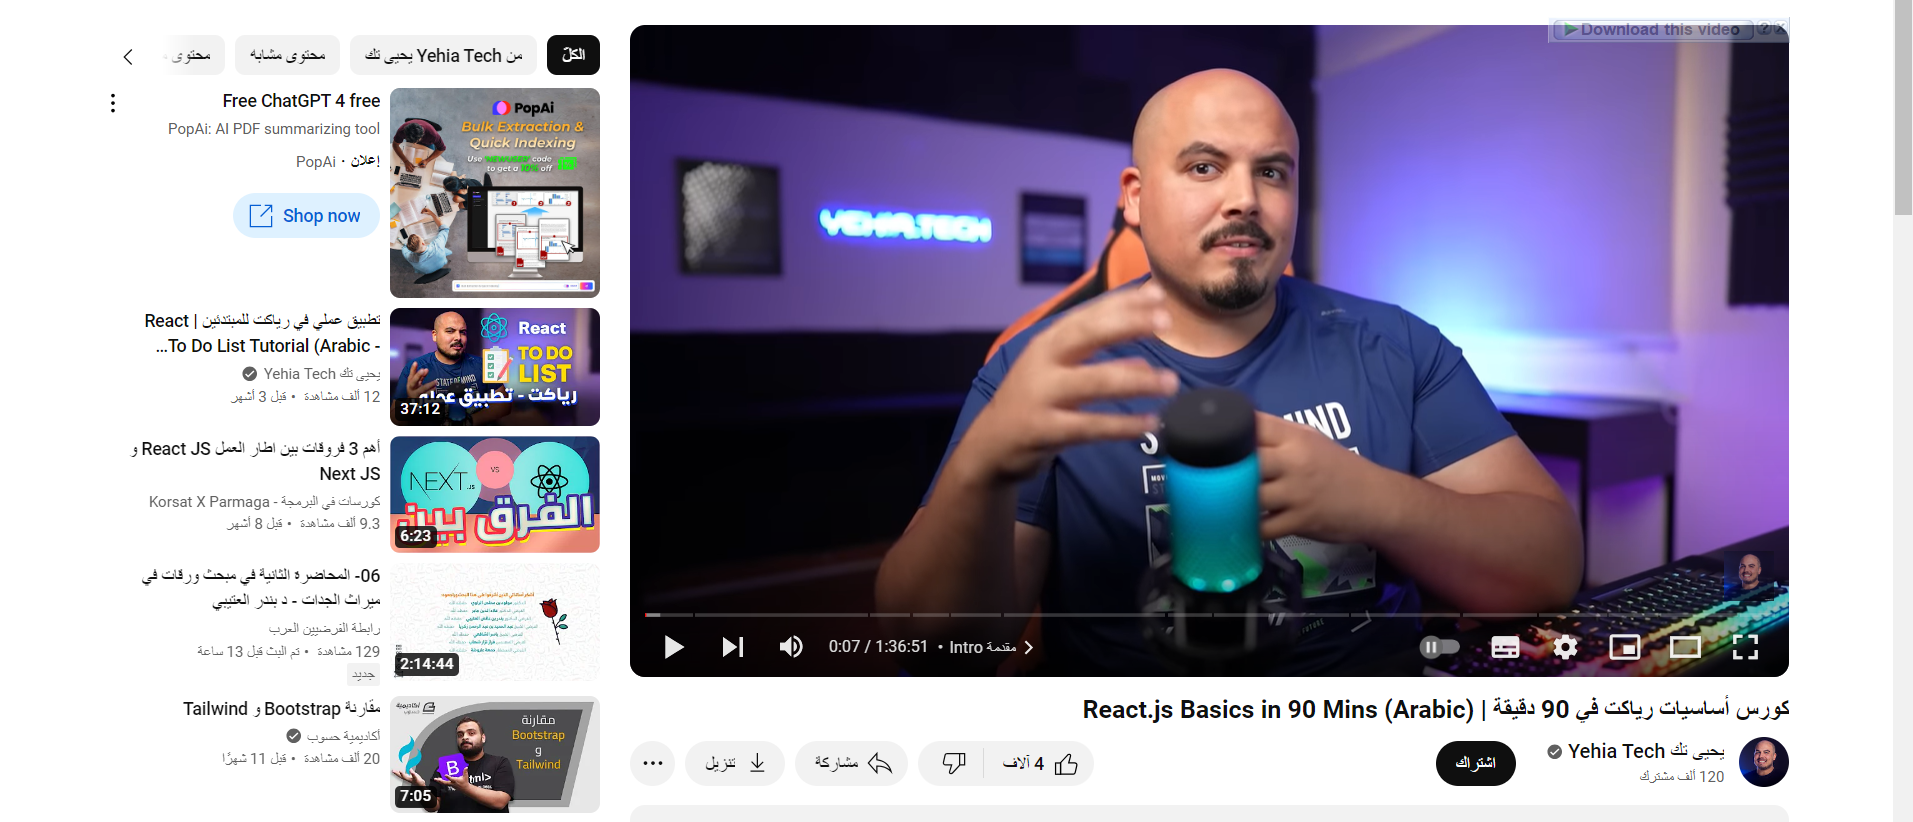 Download this video
YEHIA.TECH
0:07 / 1:36:51 • مقدمة Intro
كورس أساسيات رياكت في 90 دقيقة | React.js Basics in 90 Mins (Arabic)
يحيى تك Yehia Tech
120 ألف مشترك
اشتراك
4 آلاف
مشاركة
تنزيل
الكلّ
من Yehia Tech يحيى تك
محتوى مشابه
محتوى
PopAi
Bulk Extraction &
Quick Indexing
Use NEWUSER code
to get a 10% off
Free ChatGPT 4 free
PopAi: AI PDF summarizing tool
إعلان · PopAi
Shop now
React
TO DO
LIST
رياكت - تطبيق عملي
37:12
تطبيق عملي في رياكت للمبتدئين | React
To Do List Tutorial (Arabic -...
يحيى تك Yehia Tech
12 ألف مشاهدة • قبل 3 أشهر
NEXT.JS
VS
الفرق بين
6:23
أهم 3 فروقات بين اطار العمل React JS و
Next JS
كورسات في البرمجة - Korsat X Parmaga
9.3 ألف مشاهدة • قبل 8 أشهر
2:14:44
06- المحاضرة الثانية في مبحث ورقات في
ميراث الجدات - د بندر العتيبي
رابطة الفرضيين العرب
129 مشاهدة • تم البث قبل 13 ساعة
جديد
أكاديمية
مقارنة
Bootstrap
و
Tailwind
B
7:05
مقارنة Bootstrap و Tailwind
أكاديمية حسوب
20 ألف مشاهدة • قبل 11 شهرًا